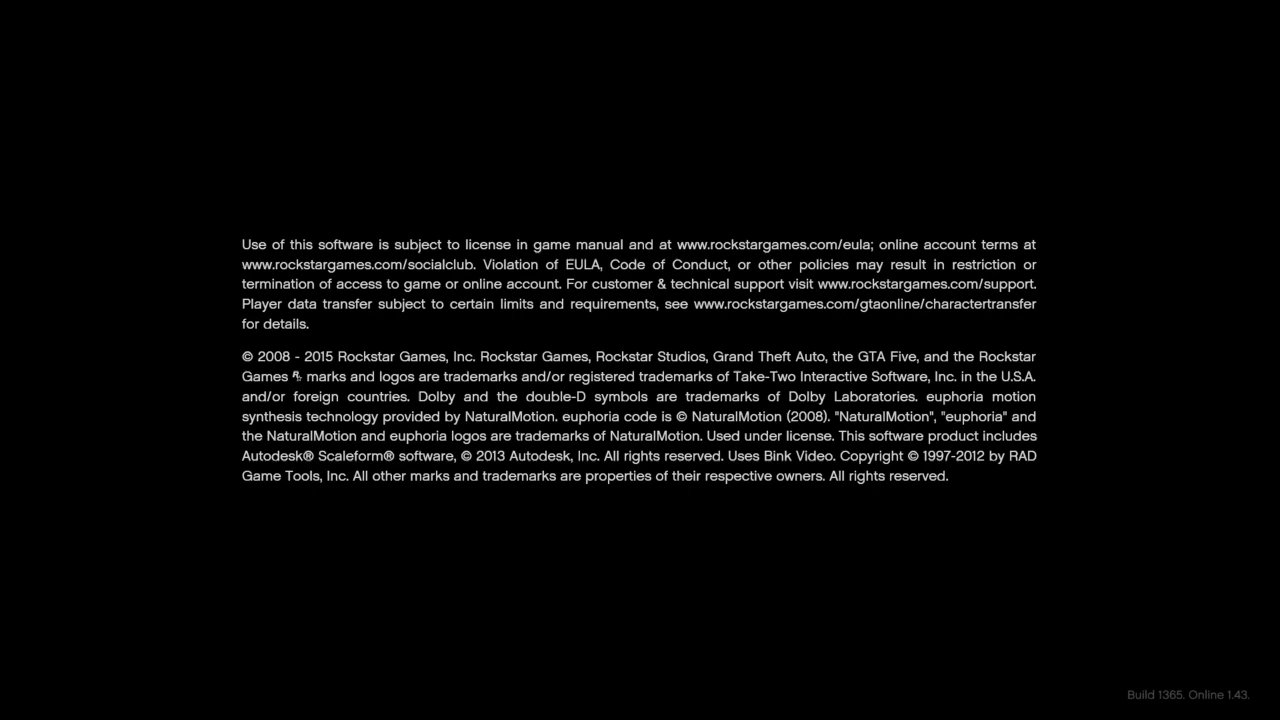 Use of this software is subject to license in game manual and at www.rockstargames.com/eula; online account terms at
www.rockstargames.com/socialclub. Violation of EULA, Code of Conduct, or other policies may result in restriction or
termination of access to game or online account. For customer & technical support visit www.rockstargames.com/support.
Player data transfer subject to certain limits and requirements, see www.rockstargames.com/gtaonline/charactertransfer
for details.
© 2008 - 2015 Rockstar Games, Inc. Rockstar Games, Rockstar Studios, Grand Theft Auto, the GTA Five, and the Rockstar
Games R* marks and logos are trademarks and/or registered trademarks of Take-Two Interactive Software, Inc. in the U.S.A.
and/or foreign countries. Dolby and the double-D symbols are trademarks of Dolby Laboratories. euphoria motion
synthesis technology provided by NaturalMotion. euphoria code is © NaturalMotion (2008). "NaturalMotion", "euphoria" and
the NaturalMotion and euphoria logos are trademarks of NaturalMotion. Used under license. This software product includes
Autodesk® Scaleform® software, © 2013 Autodesk, Inc. All rights reserved. Uses Bink Video. Copyright © 1997-2012 by RAD
Game Tools, Inc. All other marks and trademarks are properties of their respective owners. All rights reserved.
Build 1365. Online 1.43.